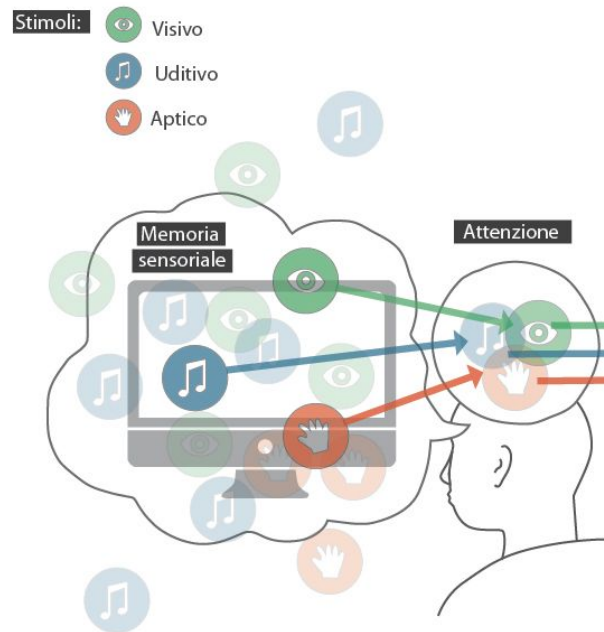 Stimoli:
Visivo
Uditivo
Aptico
Memoria
sensoriale
Attenzione